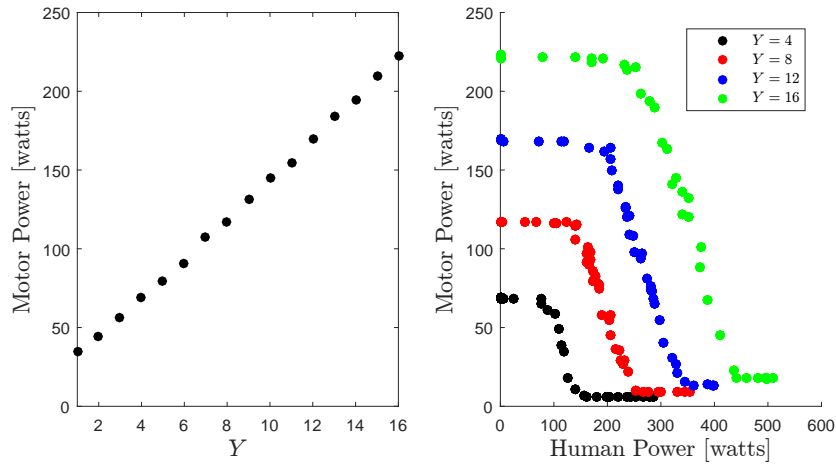 250
200
150
100
50
0
Motor Power [watts]
2 4 6 8 10 12 14 16
Y
250
200
150
100
50
0
Motor Power [watts]
0 100 200 300 400 500 600
Human Power [watts]
Y = 4
Y = 8
Y = 12
Y = 16